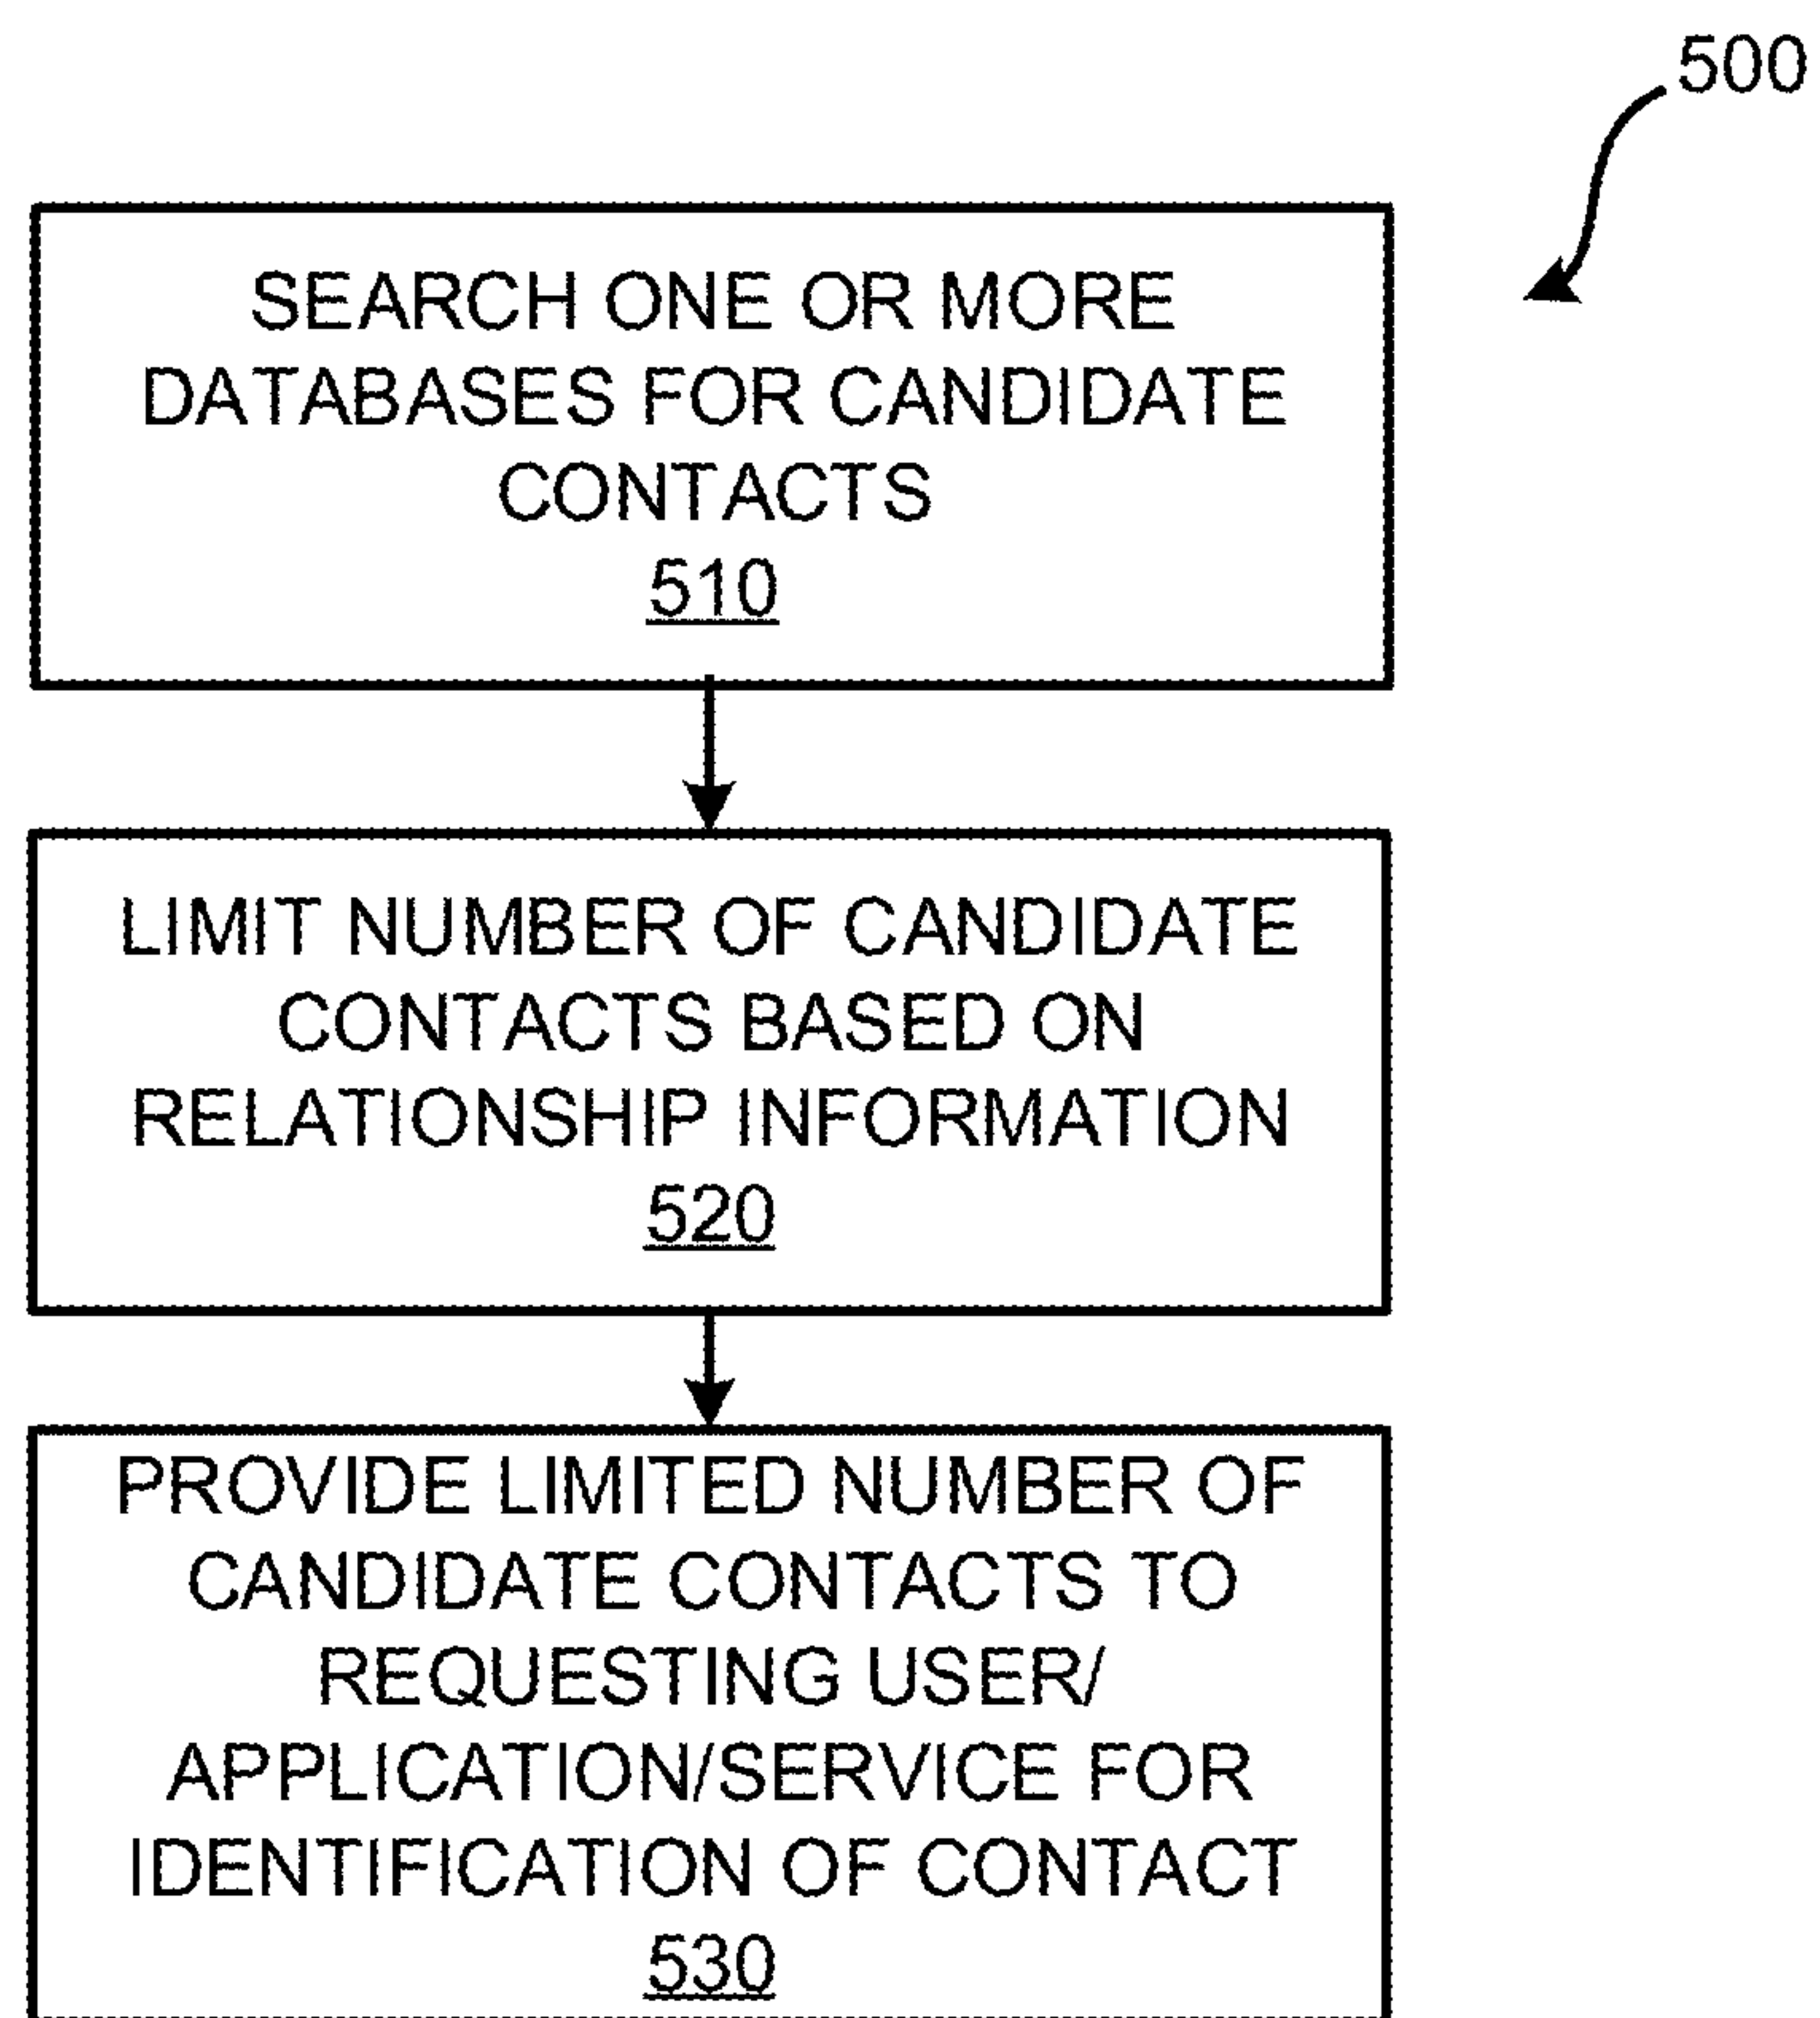 500
SEARCH ONE OR MORE
DATABASES FOR CANDIDATE
CONTACTS
510
LIMIT NUMBER OF CANDIDATE
CONTACTS BASED ON
RELATIONSHIP INFORMATION
520
PROVIDE LIMITED NUMBER OF
CANDIDATE CONTACTS TO
REQUESTING USER/
APPLICATION/SERVICE FOR
IDENTIFICATION OF CONTACT
530